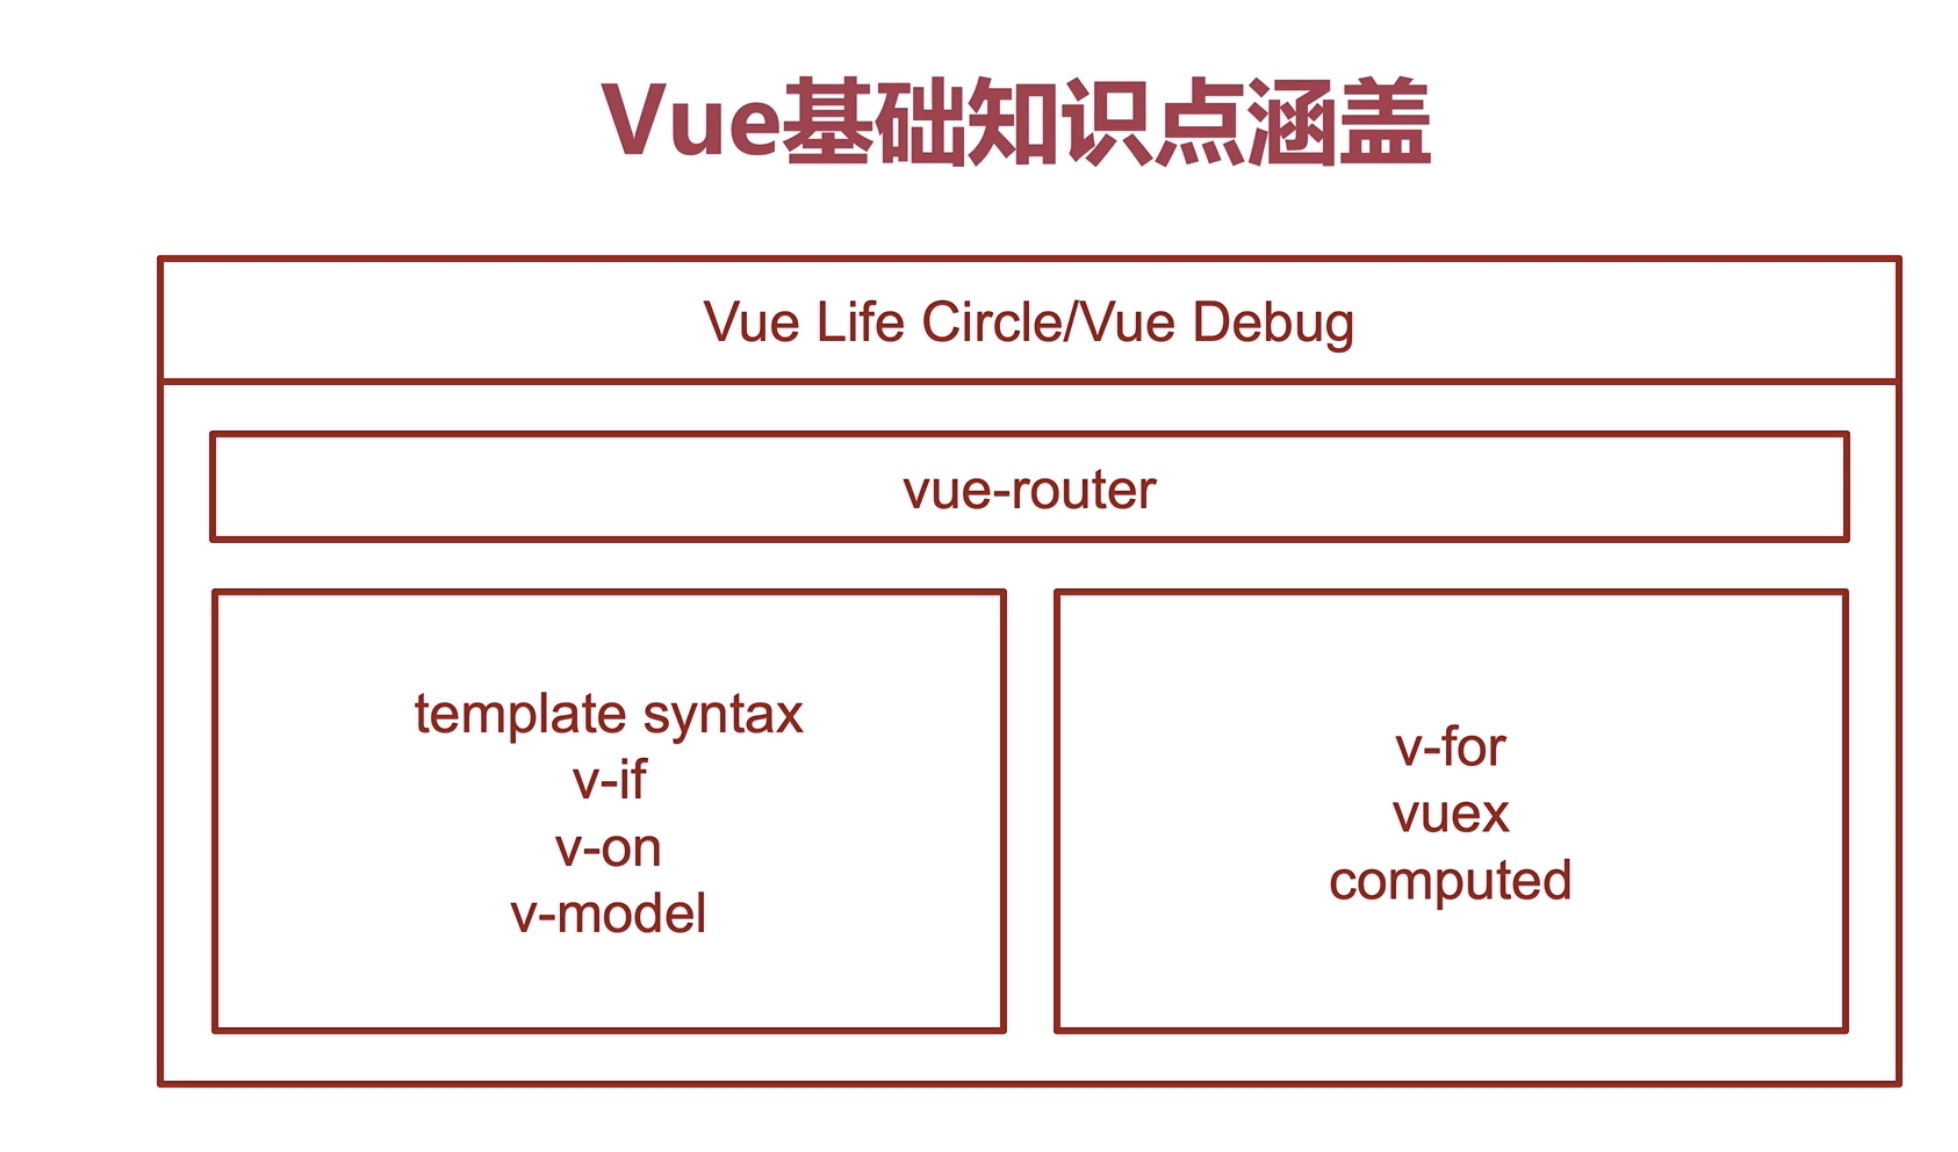 Vue基础知识点涵盖
Vue Life Circle/Vue Debug
vue-router
template syntax
v-if
v-on
v-model
v-for
vuex
computed